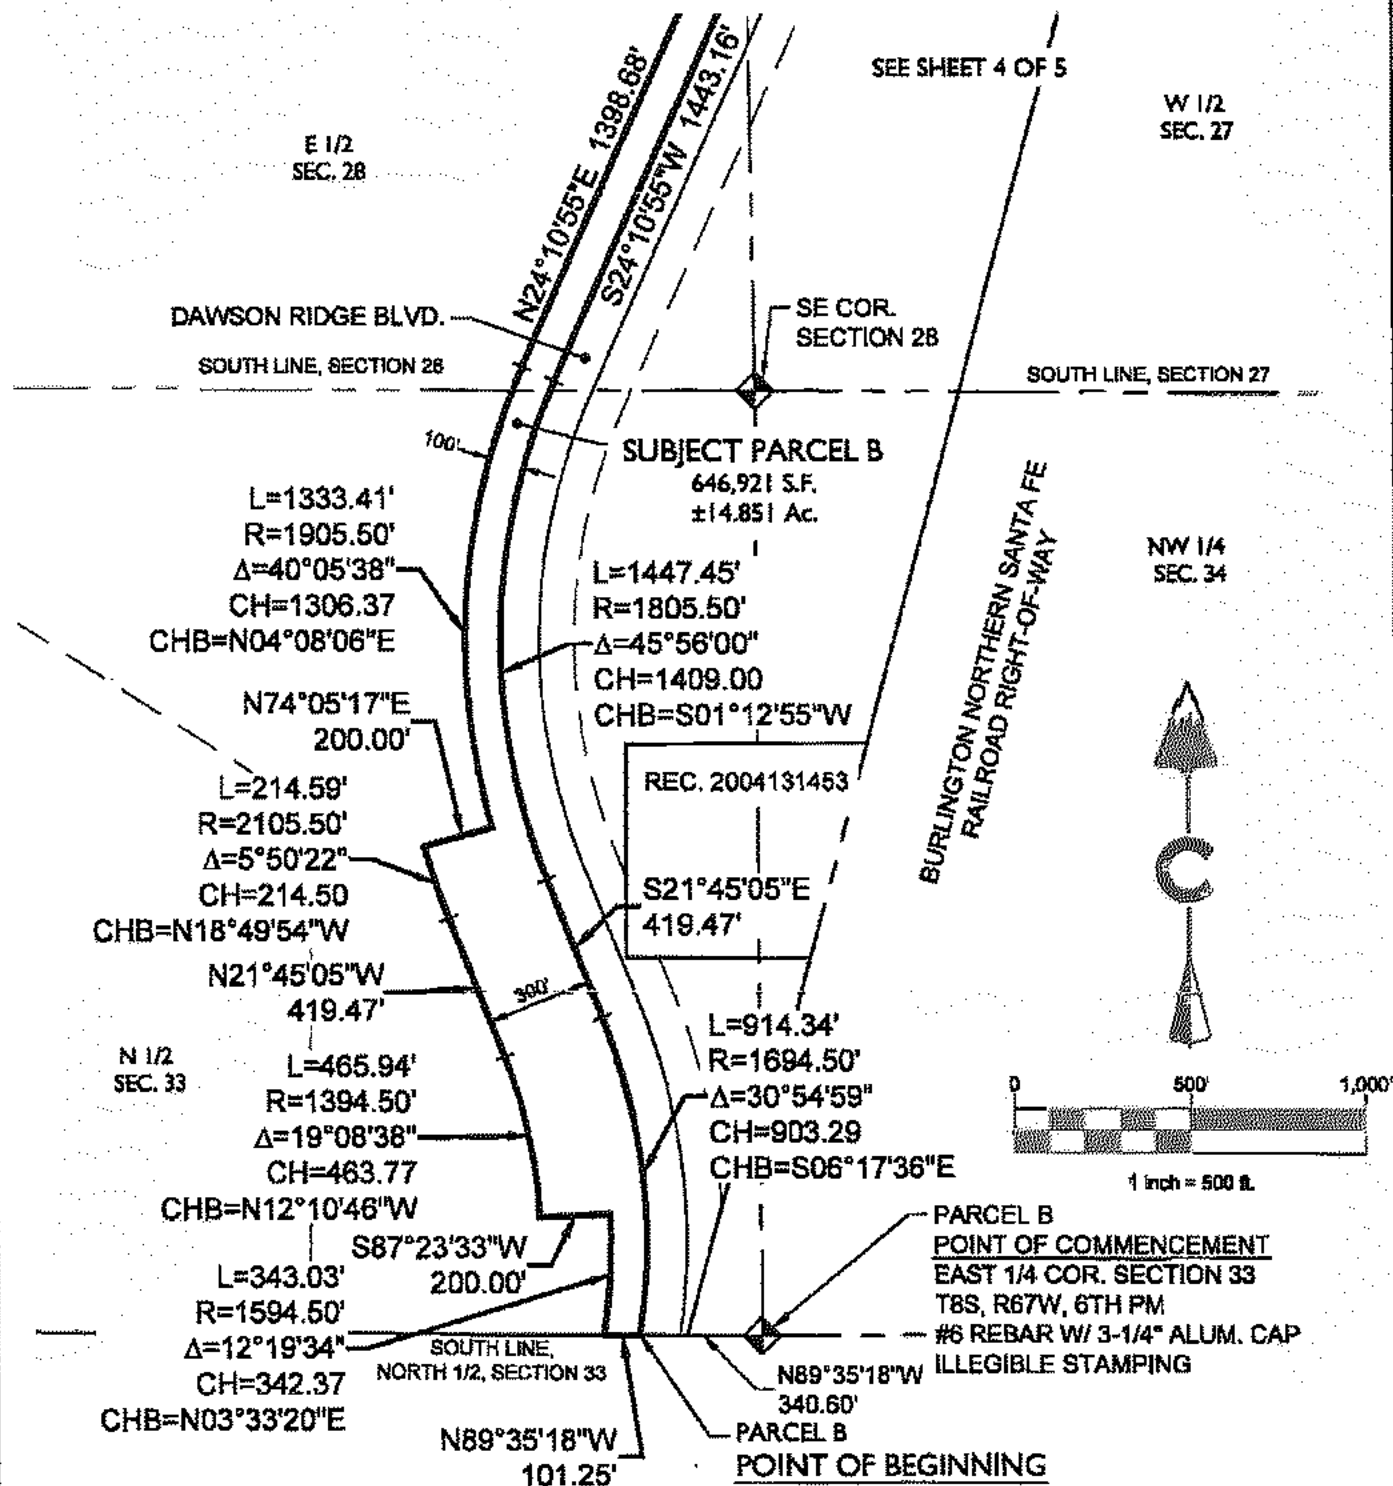 N24°10'55"E 1398.68'
S24°10'55"W 1443.16'
SEE SHEET 4 OF 5
W 1/2
SEC. 27
E 1/2
SEC. 28
DAWSON RIDGE BLVD.
SE COR.
SECTION 28
SOUTH LINE, SECTION 28
SOUTH LINE, SECTION 27
100'
SUBJECT PARCEL B
646,921 S.F.
±14.851 Ac.
L=1333.41'
R=1905.50'
Δ=40°05'38"
CH=1306.37
CHB=N04°08'06"E
L=1447.45'
R=1805.50'
Δ=45°56'00"
CH=1409.00
CHB=S01°12'55"W
BURLINGTON NORTHERN SANTA FE
RAILROAD RIGHT-OF-WAY
NW 1/4
SEC. 34
N74°05'17"E
200.00'
REC. 2004131453
L=214.59'
R=2105.50'
Δ=5°50'22"
CH=214.50
CHB=N18°49'54"W
S21°45'05"E
419.47'
C
N21°45'05"W
419.47'
300'
N 1/2
SEC. 33
L=465.94'
R=1394.50'
Δ=19°08'38"
CH=463.77
CHB=N12°10'46"W
L=914.34'
R=1694.50'
Δ=30°54'59"
CH=903.29
CHB=S06°17'36"E
0 500' 1,000'
1 inch = 500 ft.
S87°23'33"W
200.00'
L=343.03'
R=1594.50'
Δ=12°19'34"
CH=342.37
CHB=N03°33'20"E
SOUTH LINE,
NORTH 1/2, SECTION 33
PARCEL B
POINT OF COMMENCEMENT
EAST 1/4 COR. SECTION 33
T8S, R67W, 6TH PM
#6 REBAR W/ 3-1/4" ALUM. CAP
ILLEGIBLE STAMPING
N89°35'18"W
340.60'
N89°35'18"W
101.25'
PARCEL B
POINT OF BEGINNING